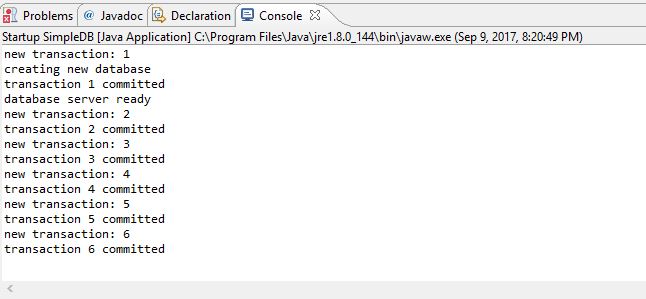 Problems @ Javadoc Declaration Console
Startup SimpleDB [Java Application] C:\Program Files\Java\jre1.8.0_144\bin\javaw.exe (Sep 9, 2017, 8:20:49 PM)
new transaction: 1
creating new database
transaction 1 committed
database server ready
new transaction: 2
transaction 2 committed
new transaction: 3
transaction 3 committed
new transaction: 4
transaction 4 committed
new transaction: 5
transaction 5 committed
new transaction: 6
transaction 6 committed